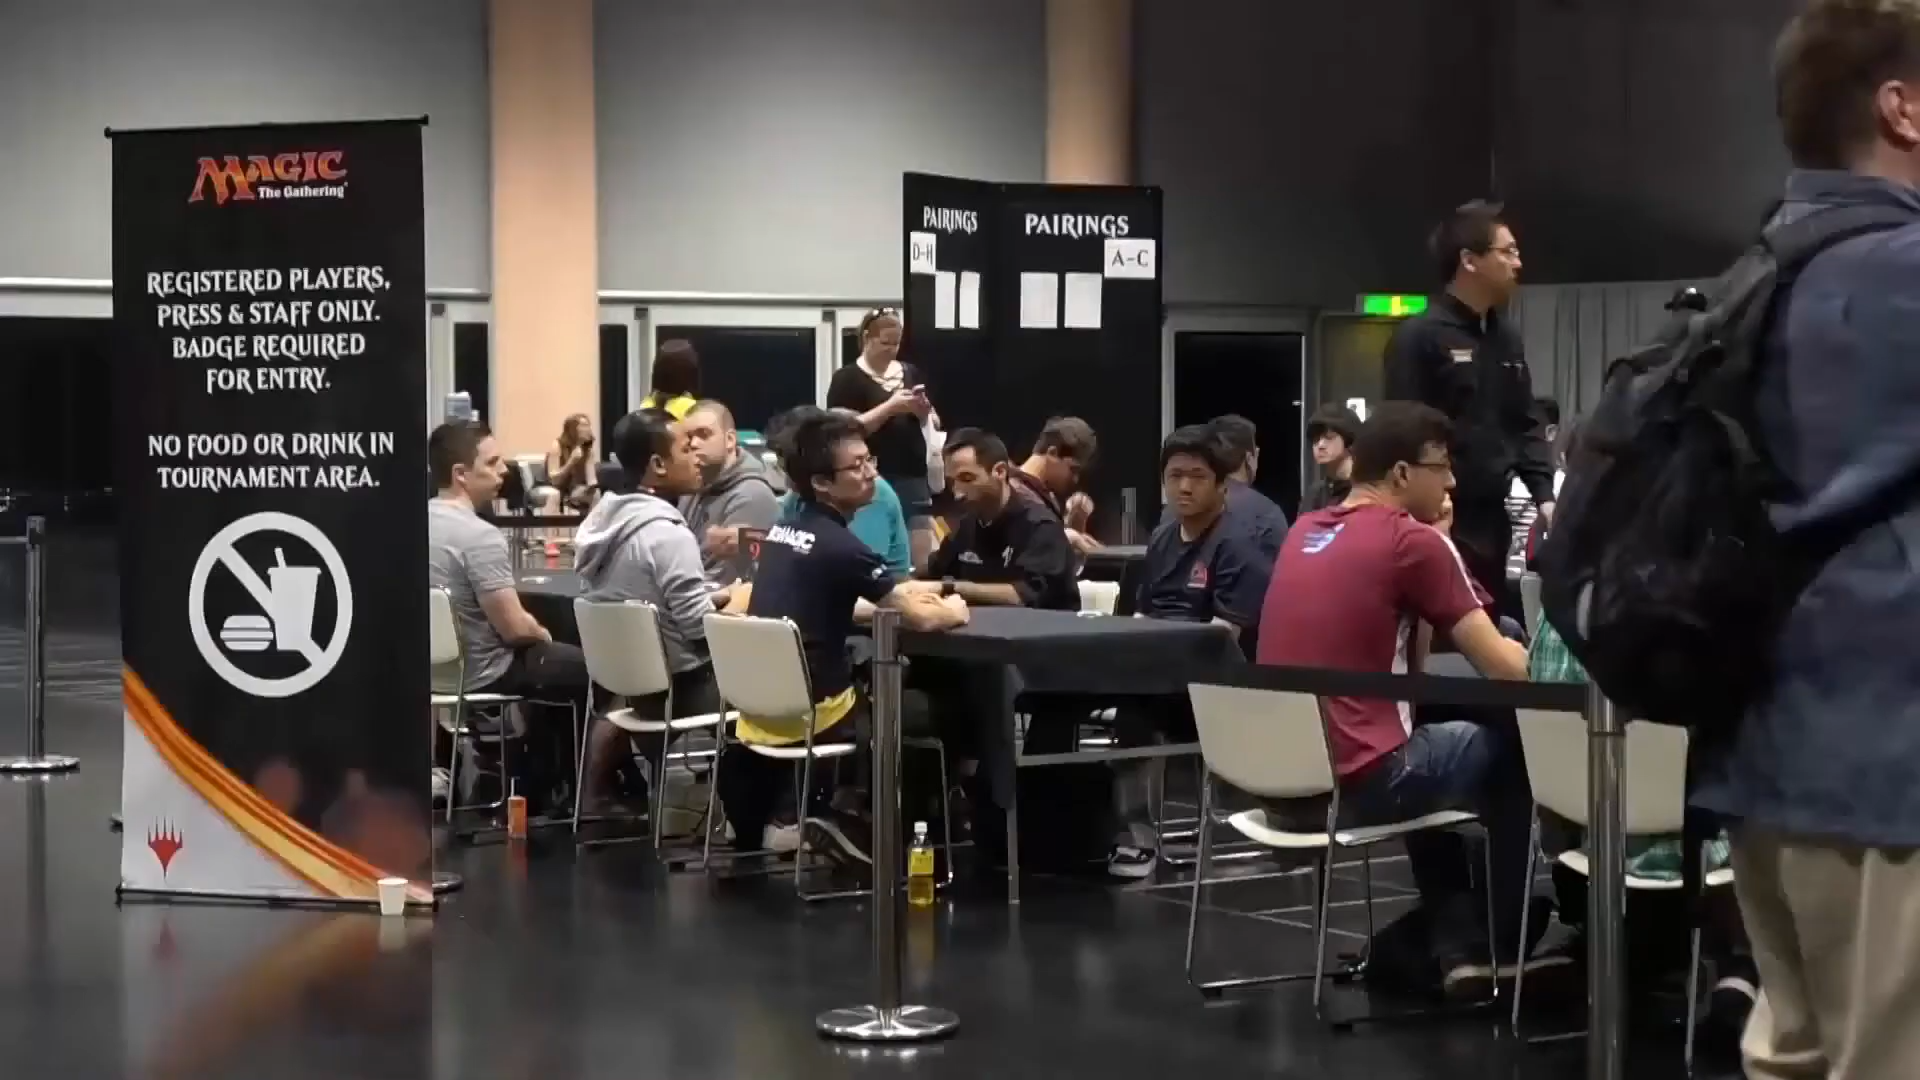 MAGIC
The Gathering
REGISTERED PLAYERS,
PRESS & STAFF ONLY.
BADGE REQUIRED
FOR ENTRY.
NO FOOD OR DRINK IN
TOURNAMENT AREA.
PAIRINGS
D-H
PAIRINGS
A-C
9